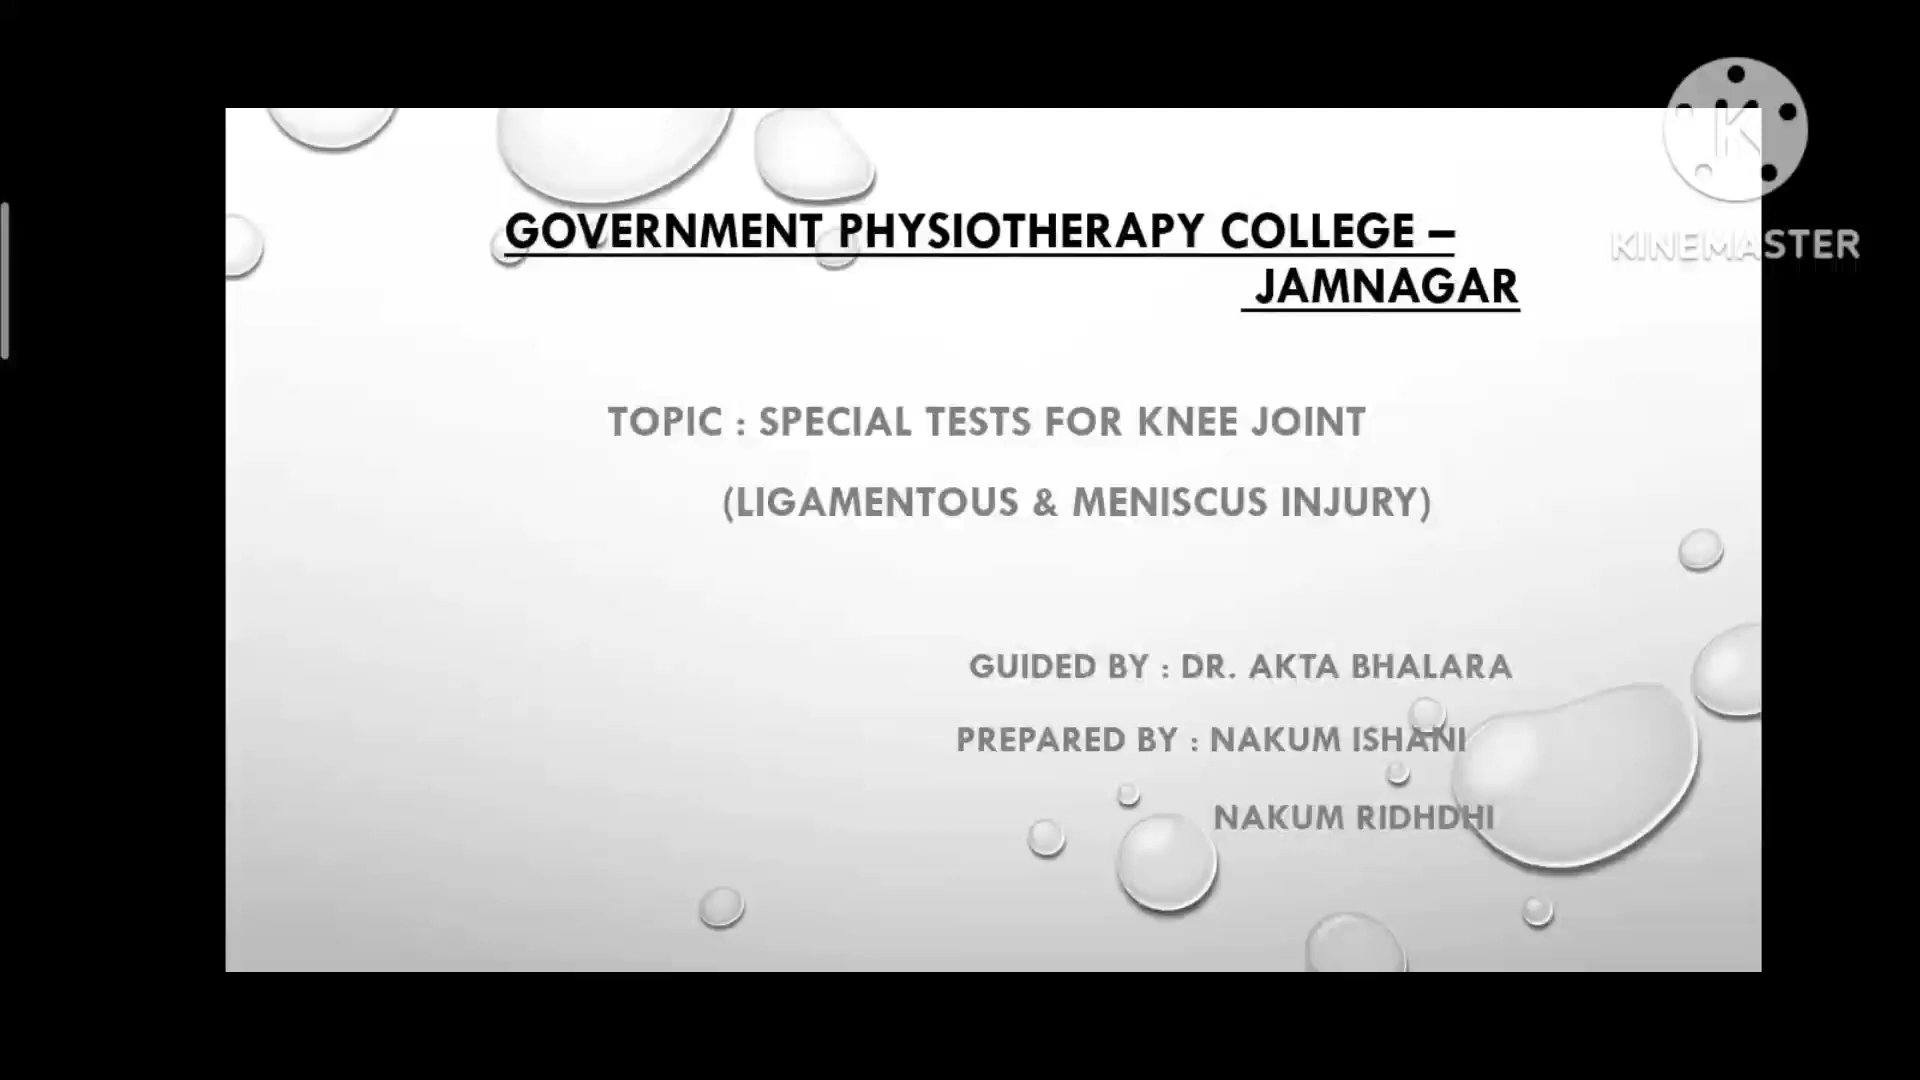 GOVERNMENT PHYSIOTHERAPY COLLEGE –
JAMNAGAR
K
KINEMASTER
TOPIC : SPECIAL TESTS FOR KNEE JOINT
(LIGAMENTOUS & MENISCUS INJURY)
GUIDED BY : DR. AKTA BHALARA
PREPARED BY : NAKUM ISHANI
NAKUM RIDHDHI